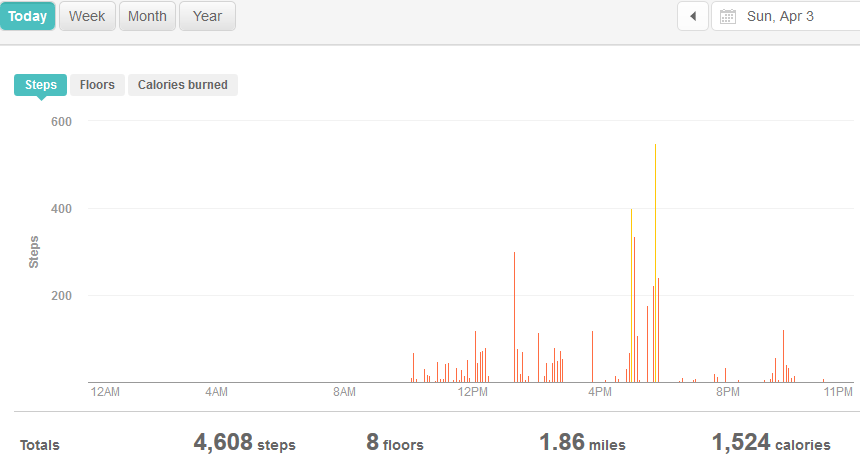 Today Week Month Year Sun, Apr 3
Steps Floors Calories burned
600
400
Steps
200
12AM 4AM 8AM 12PM 4PM 8PM 11PM
Totals 4,608 steps 8 floors 1.86 miles 1,524 calories